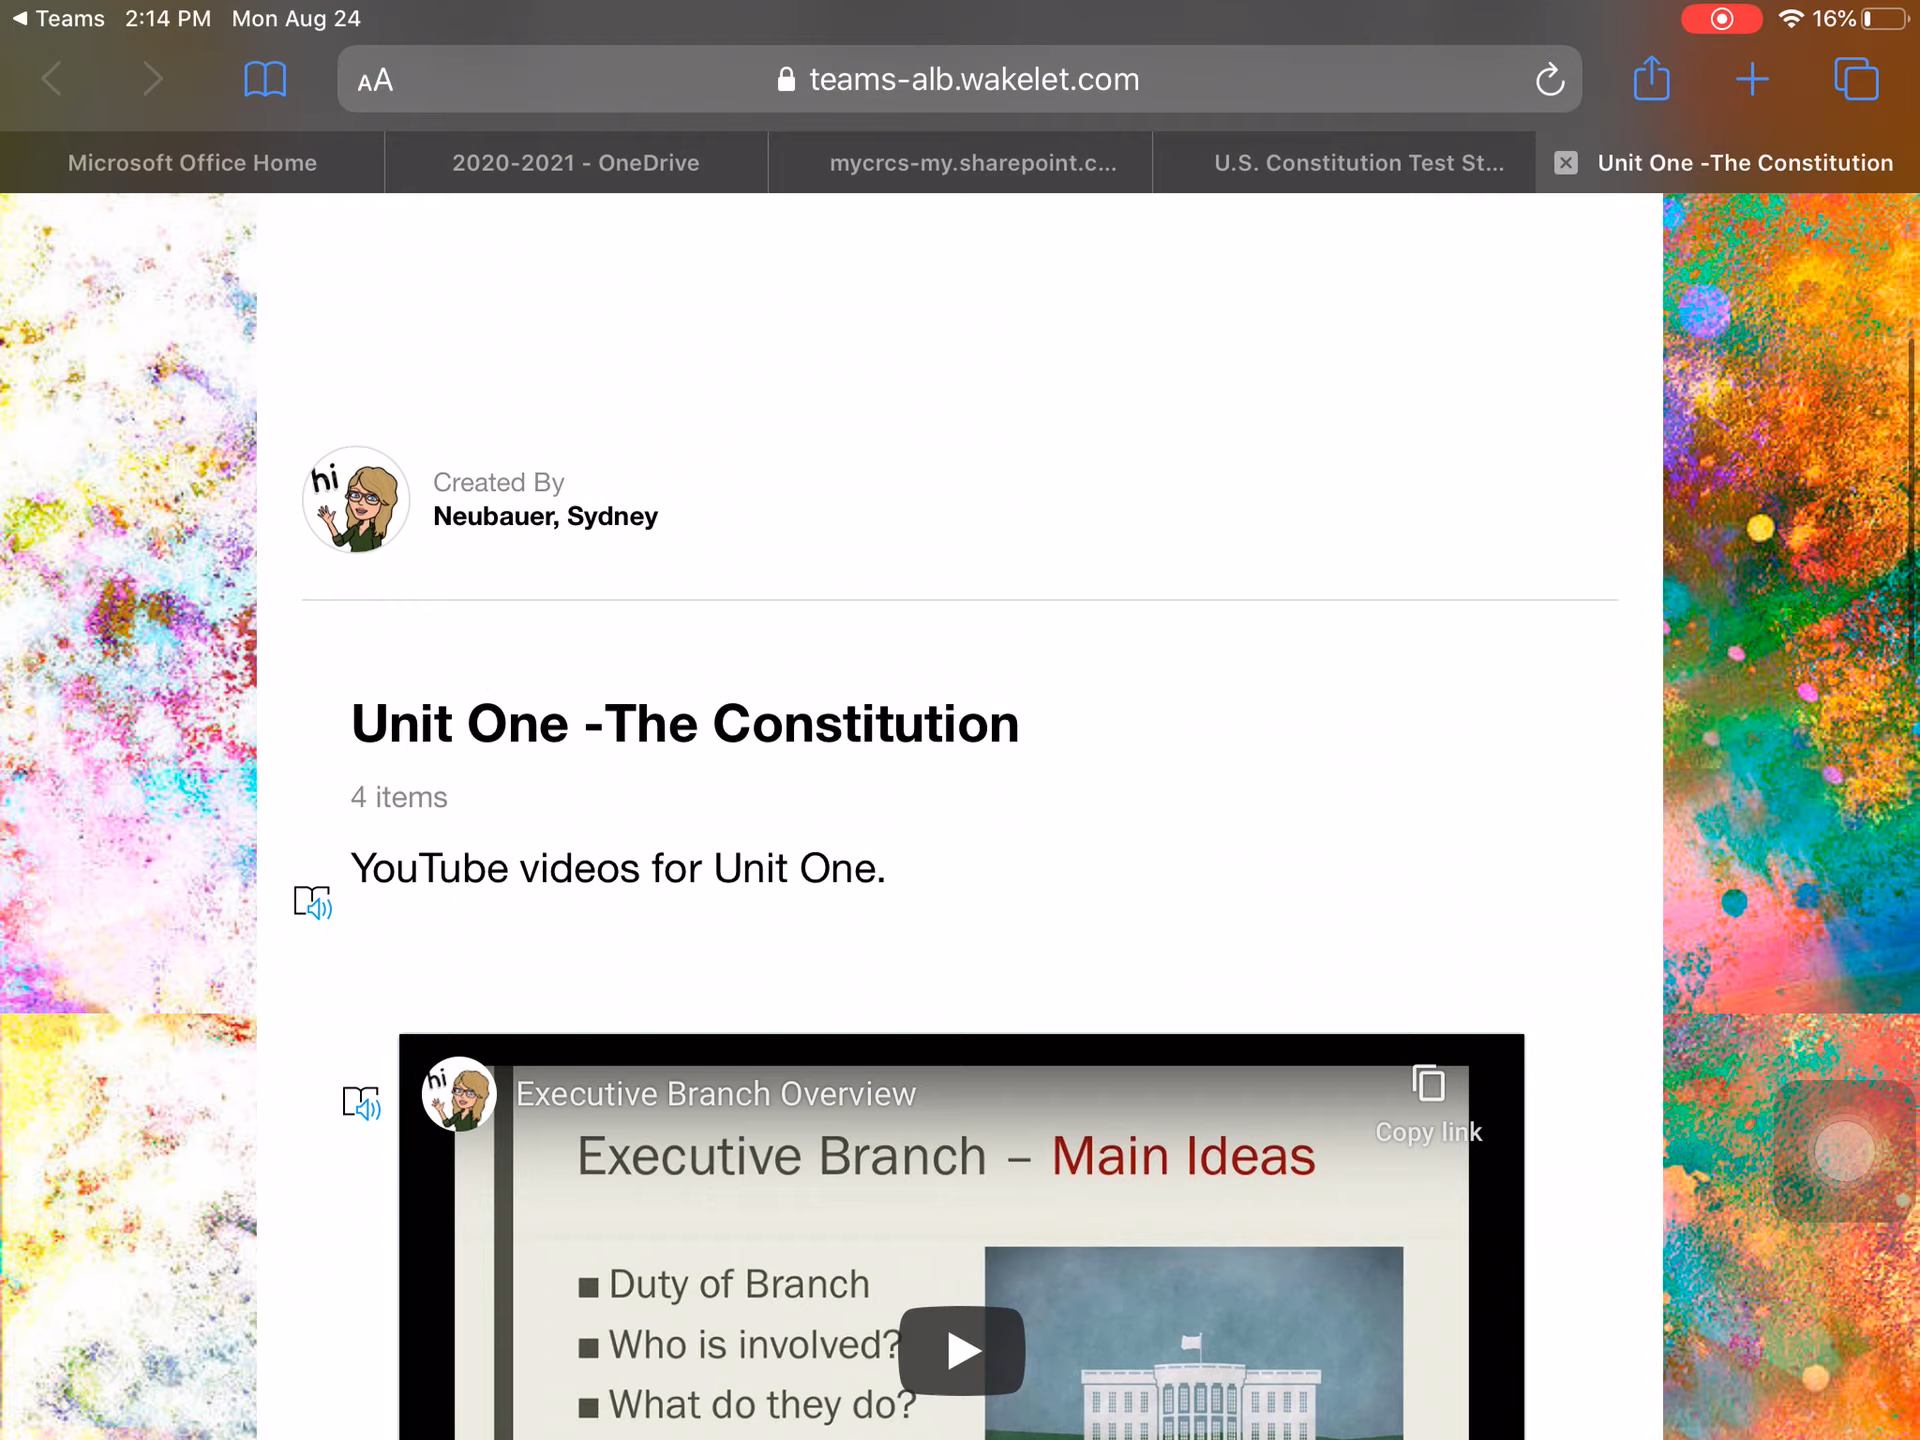 Teams 2:14 PM Mon Aug 24 16%
AA teams-alb.wakelet.com
Microsoft Office Home 2020-2021 - OneDrive mycrcs-my.sharepoint.c... U.S. Constitution Test St... Unit One -The Constitution
hi
Created By
Neubauer, Sydney
Unit One -The Constitution
4 items
YouTube videos for Unit One.
hi
Executive Branch Overview
Copy link
Executive Branch – Main Ideas
■ Duty of Branch
■ Who is involved?
■ What do they do?